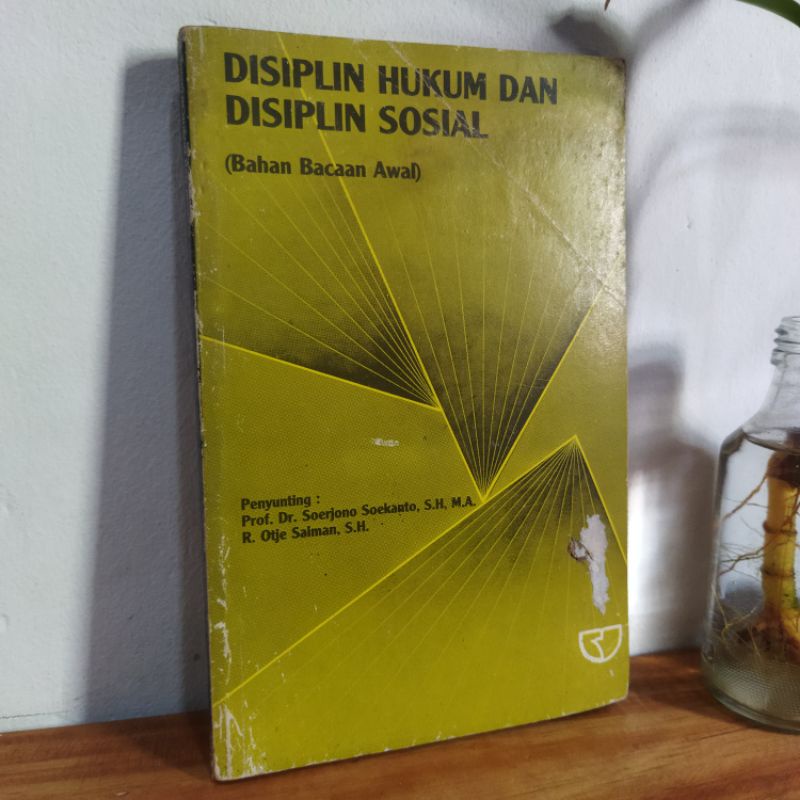 DISIPLIN HUKUM DAN
DISIPLIN SOSIAL
(Bahan Bacaan Awal)
Penyunting :
Prof. Dr. Soerjono Soekanto, S.H, M.A.
R. Otje Salman, S.H.